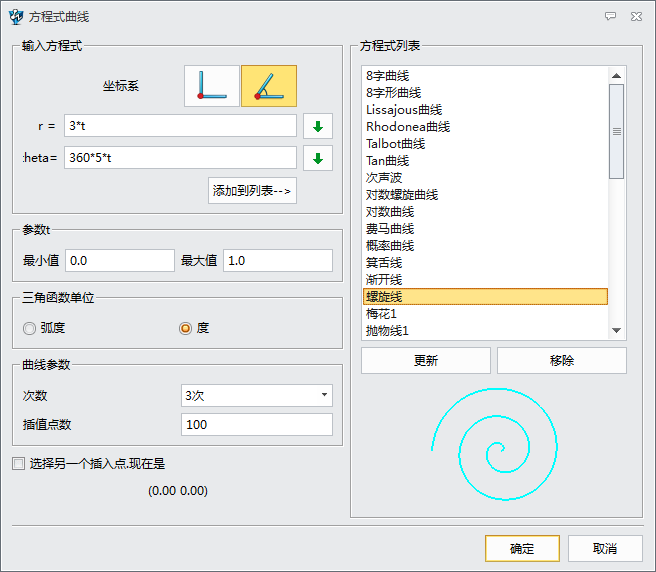 方程式曲线
输入方程式
坐标系
r =
3*t
heta=
360*5*t
添加到列表-->
参数t
最小值
0.0
最大值
1.0
三角函数单位
弧度
度
曲线参数
次数
3次
插值点数
100
选择另一个插入点.现在是
(0.00 0.00)
方程式列表
8字曲线
8字形曲线
Lissajous曲线
Rhodonea曲线
Talbot曲线
Tan曲线
次声波
对数螺旋曲线
对数曲线
费马曲线
概率曲线
箕舌线
渐开线
螺旋线
梅花1
抛物线1
更新
移除
确定
取消